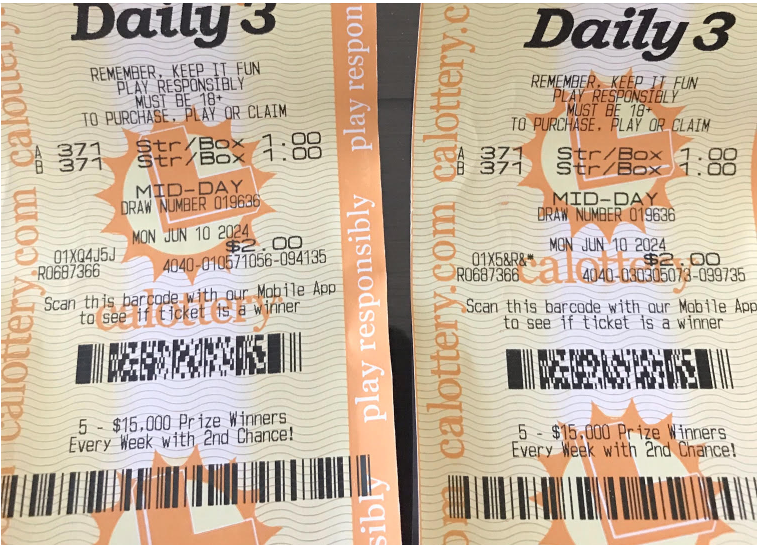 Daily 3
REMEMBER, KEEP IT FUN
PLAY RESPONSIBLY
MUST BE 18+
TO PURCHASE, PLAY OR CLAIM
A 371 Str/Box 1.00
B 371 Str/Box 1.00
MID-DAY
DRAW NUMBER 019636
MON JUN 10 2024
$2.00
01XQ4J5J
R0687366 4040-010571056-094135
Scan this barcode with our Mobile App
to see if ticket is a winner
5 - $15,000 Prize Winners
Every Week with 2nd Chance!
calottery.com calottery
calottery
play responsibly play responsibly
Daily 3
REMEMBER, KEEP IT FUN
PLAY RESPONSIBLY
MUST BE 18+
TO PURCHASE, PLAY OR CLAIM
A 371 Str/Box 1.00
B 371 Str/Box 1.00
MID-DAY
DRAW NUMBER 019636
MON JUN 10 2024
$2.00
01X5&R&*
R0687366 4040-030305073-099735
Scan this barcode with our Mobile App
to see if ticket is a winner
5 - $15,000 Prize Winners
Every Week with 2nd Chance!
calottery.com
calottery